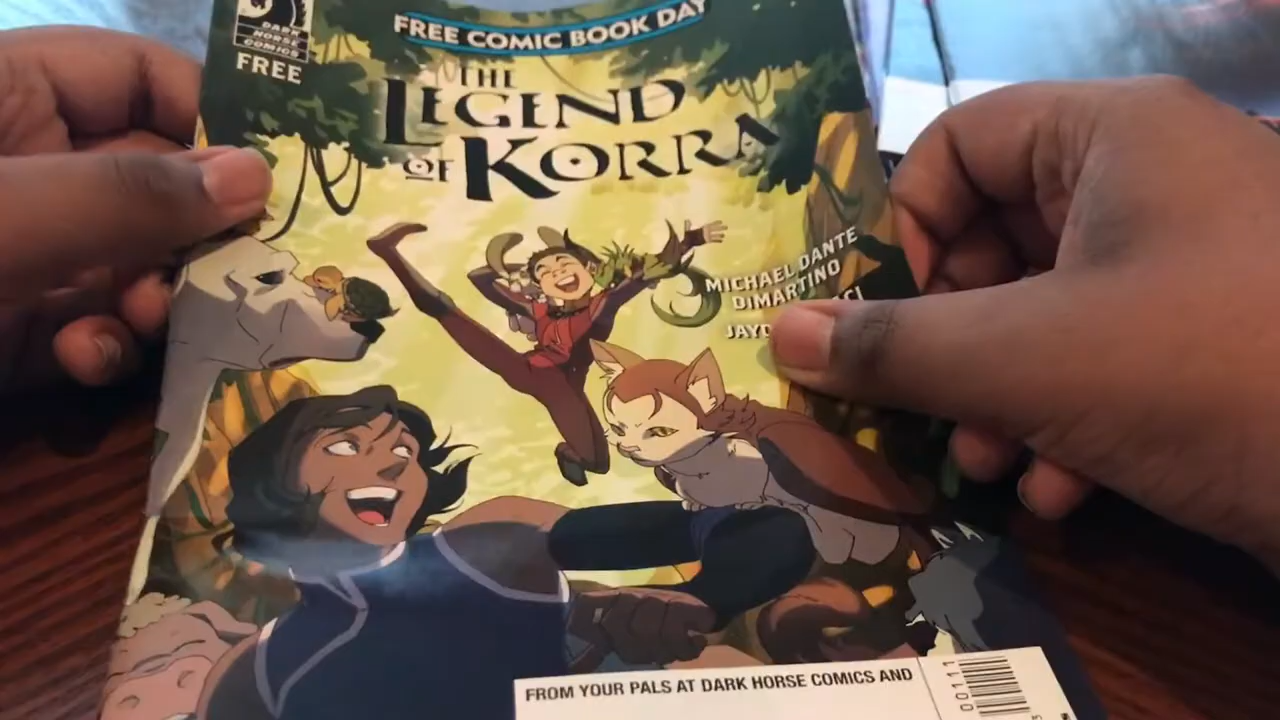 DARK
HORSE
COMICS
FREE
FREE COMIC BOOK DAY
THE
LEGEND
OF KORRA
MICHAEL DANTE
DIMARTINO
FROM YOUR PALS AT DARK HORSE COMICS AND
00111